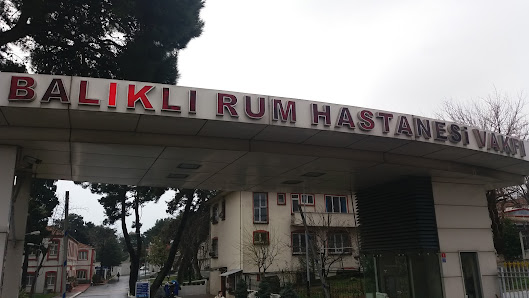 BALIKLI RUM HASTANESİ VAKFI